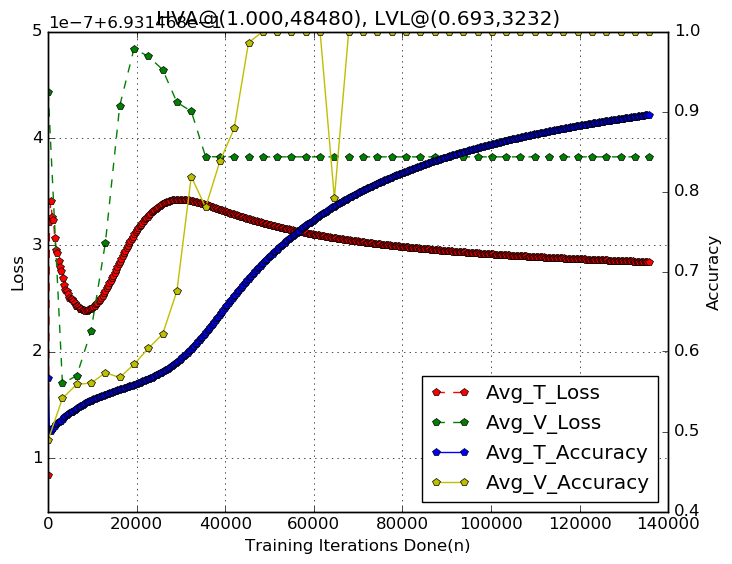 HVA@(1.000,48480), LVL@(0.693,3232)
1e-7+6.931468e-1
5
4
3
2
1
Loss
1.0
0.9
0.8
0.7
0.6
0.5
0.4
Accuracy
Avg_T_Loss
Avg_V_Loss
Avg_T_Accuracy
Avg_V_Accuracy
0 20000 40000 60000 80000 100000 120000 140000
Training Iterations Done(n)